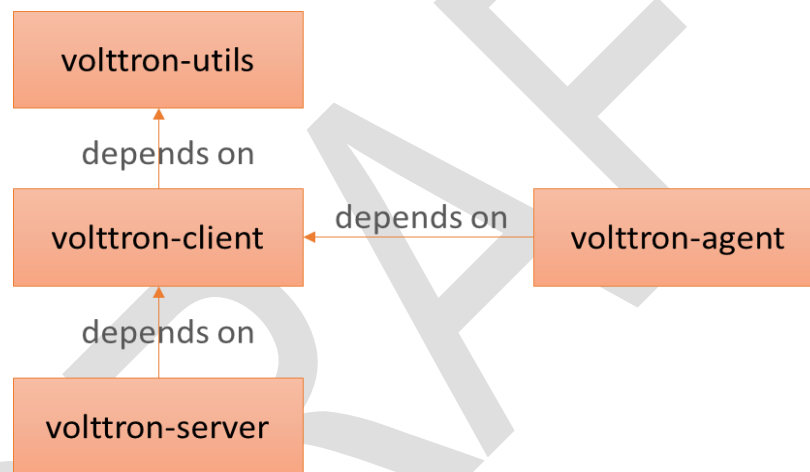 volttron-utils
depends on
volttron-client
depends on
volttron-agent
depends on
volttron-server